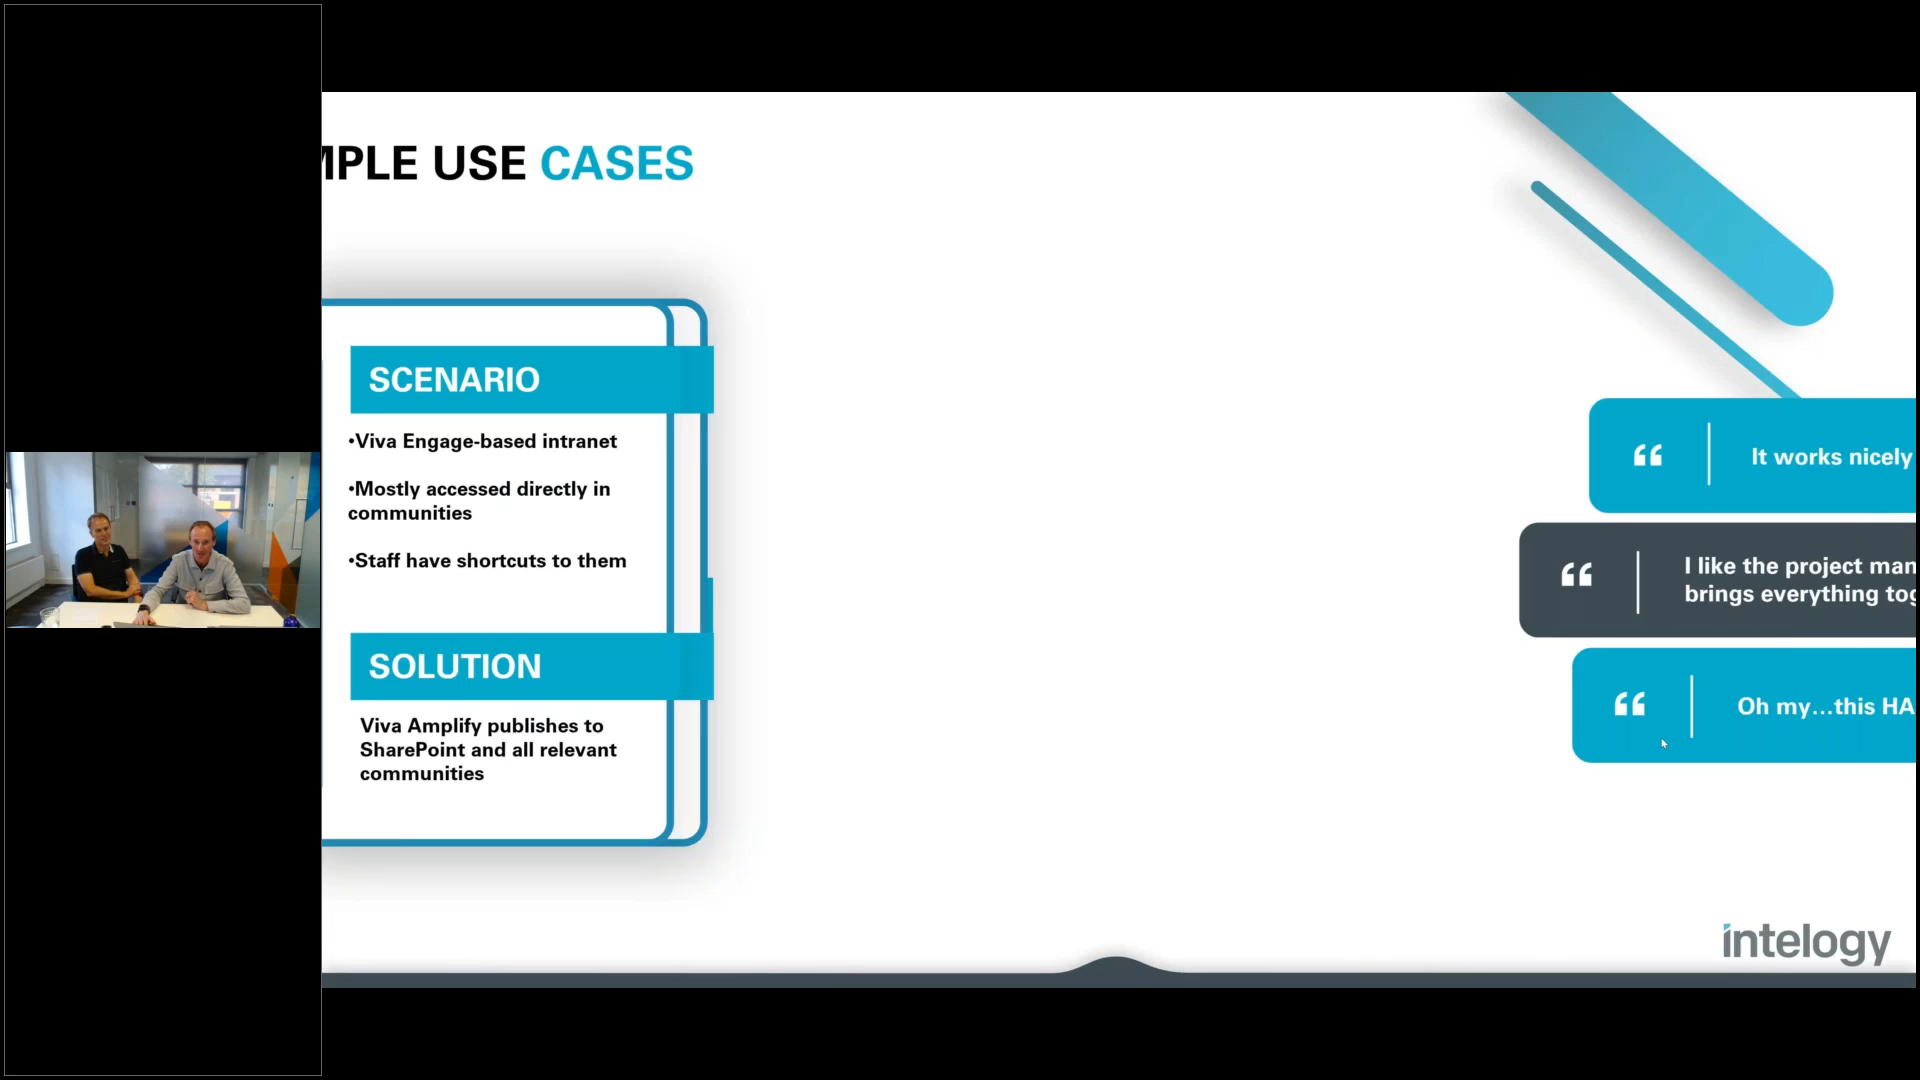 MPLE USE CASES
SCENARIO
•Viva Engage-based intranet
•Mostly accessed directly in
communities
•Staff have shortcuts to them
SOLUTION
Viva Amplify publishes to
SharePoint and all relevant
communities
“ It works nicely
“ I like the project man
brings everything tog
“ Oh my...this HA
intelogy